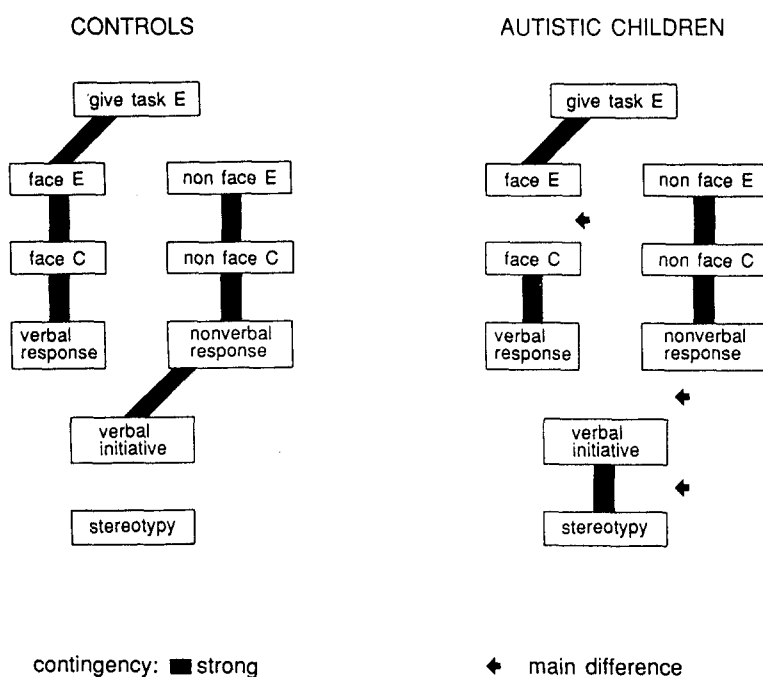 CONTROLS
AUTISTIC CHILDREN
give task E
give task E
face E
non face E
face E
non face E
face C
non face C
face C
non face C
verbal
response
nonverbal
response
verbal
response
nonverbal
response
verbal
initiative
verbal
initiative
stereotypy
stereotypy
contingency: strong
main difference